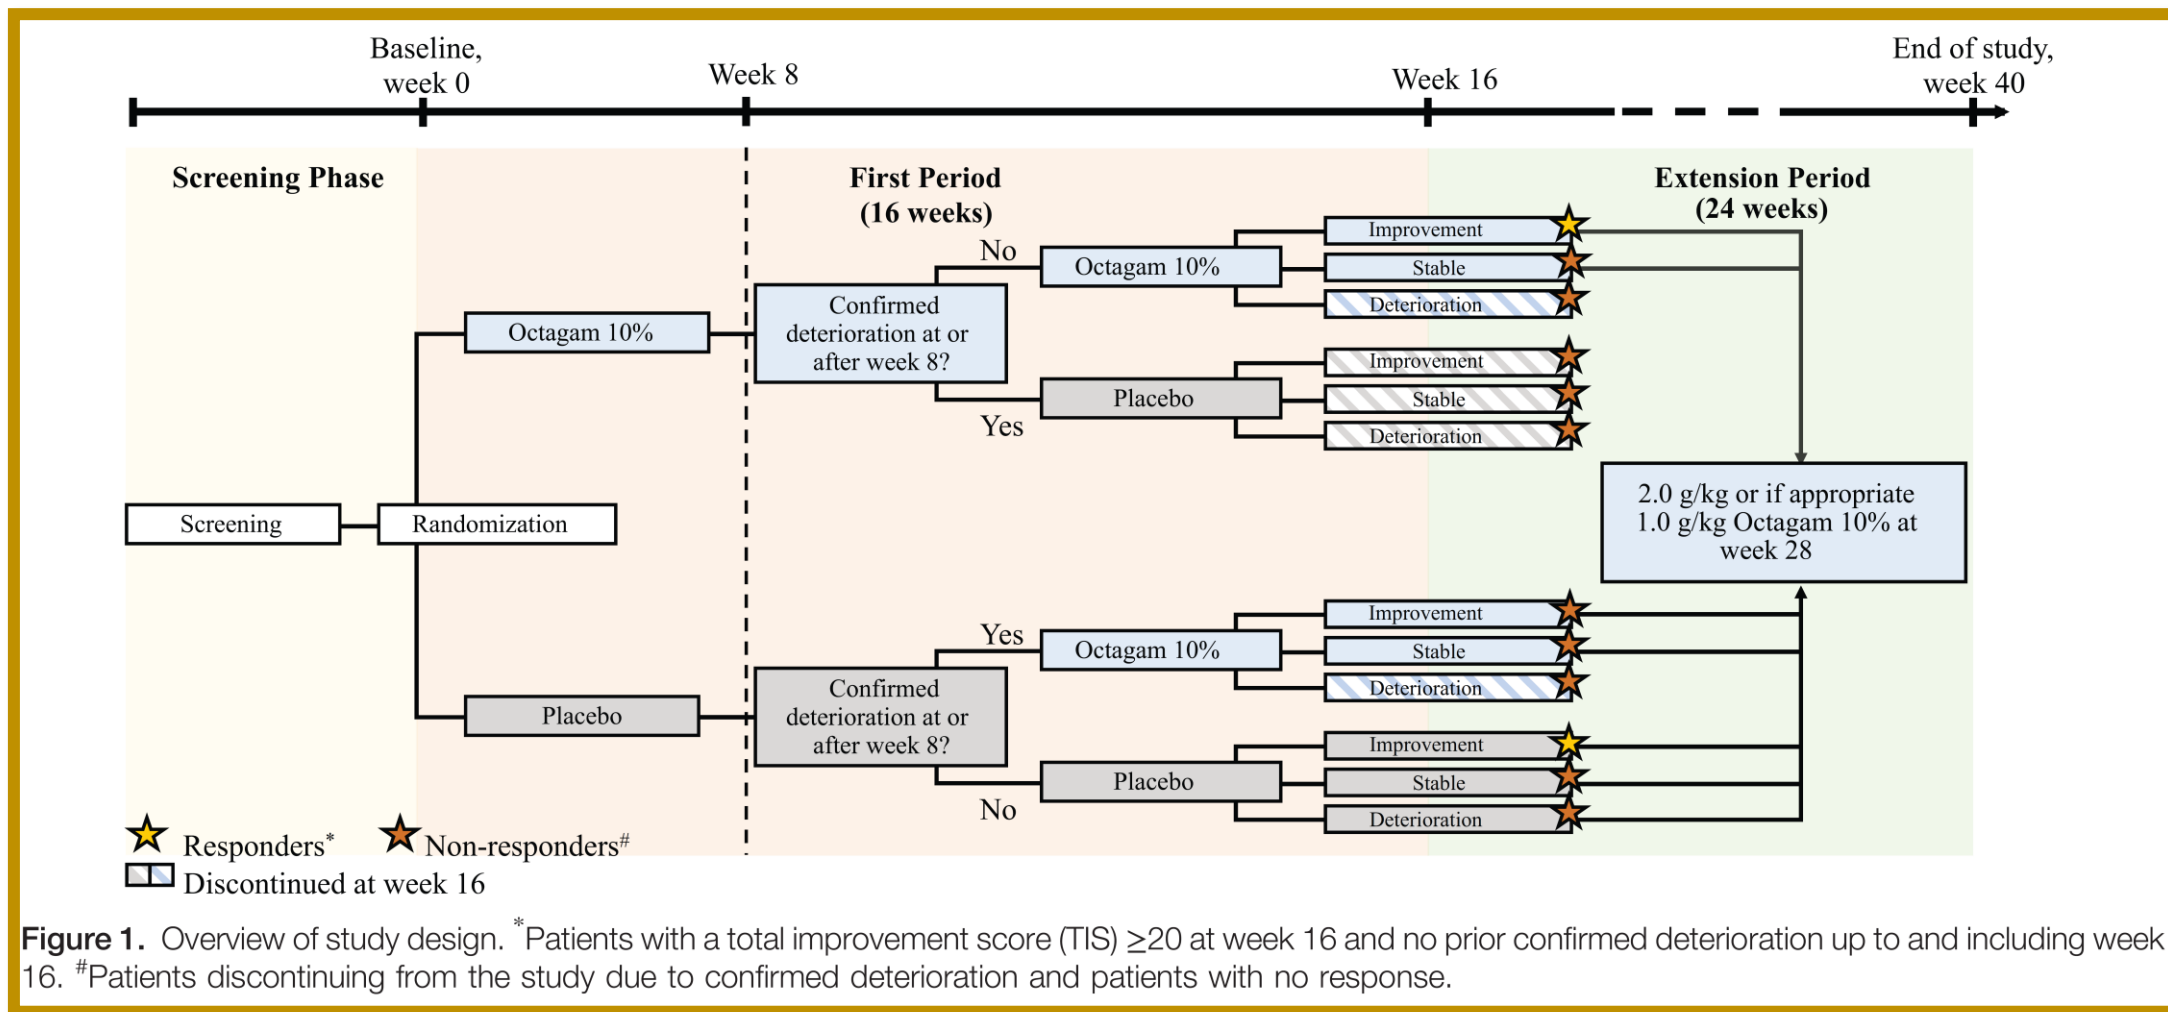 Baseline,
week 0
Week 8
Week 16
End of study,
week 40
Screening Phase
First Period
(16 weeks)
Extension Period
(24 weeks)
Screening
Randomization
Octagam 10%
Confirmed
deterioration at or
after week 8?
No
Octagam 10%
Improvement
Stable
Deterioration
Yes
Placebo
Improvement
Stable
Deterioration
2.0 g/kg or if appropriate
1.0 g/kg Octagam 10% at
week 28
Placebo
Confirmed
deterioration at or
after week 8?
Yes
Octagam 10%
Improvement
Stable
Deterioration
No
Placebo
Improvement
Stable
Deterioration
Responders*
Non-responders#
Discontinued at week 16
Figure 1. Overview of study design. *Patients with a total improvement score (TIS) ≥20 at week 16 and no prior confirmed deterioration up to and including week
16. #Patients discontinuing from the study due to confirmed deterioration and patients with no response.